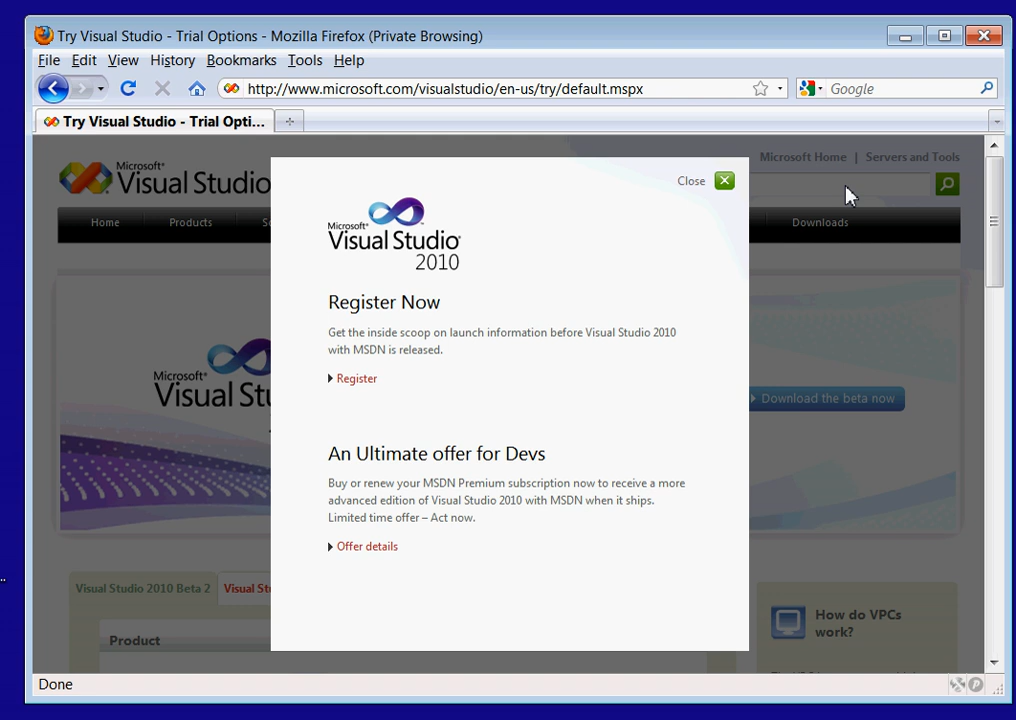 Try Visual Studio - Trial Options - Mozilla Firefox (Private Browsing)
File Edit View History Bookmarks Tools Help
http://www.microsoft.com/visualstudio/en-us/try/default.mspx
Google
Try Visual Studio - Trial Opti...
Microsoft Home | Servers and Tools
Microsoft®
Visual Studio
Home Products Downloads
Close
Microsoft®
Visual Studio®
2010
Register Now
Get the inside scoop on launch information before Visual Studio 2010
with MSDN is released.
Register
Microsoft®
Visual Stu
Download the beta now
An Ultimate offer for Devs
Buy or renew your MSDN Premium subscription now to receive a more
advanced edition of Visual Studio 2010 with MSDN when it ships.
Limited time offer – Act now.
Offer details
Visual Studio 2010 Beta 2 Visual Stu
Product
How do VPCs
work?
Done